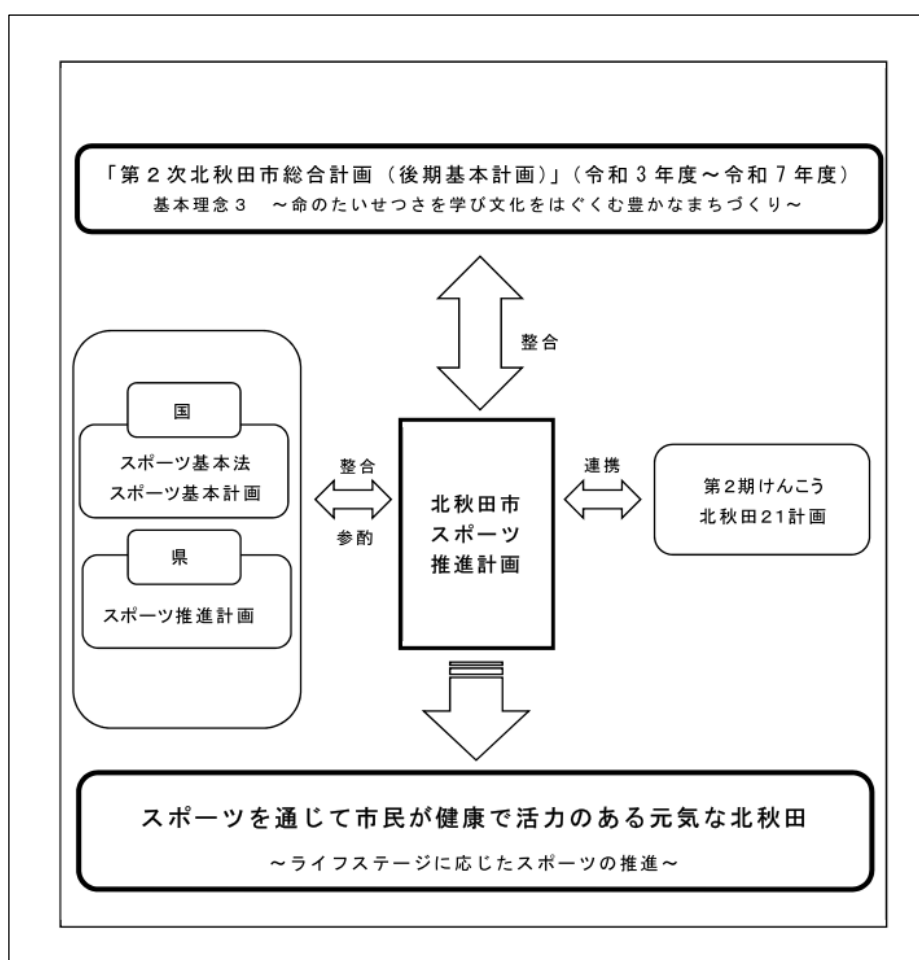 「第２次北秋田市総合計画（後期基本計画）」（令和３年度～令和７年度）
基本理念３　～命のたいせつさを学び文化をはぐくむ豊かなまちづくり～
整合
国
スポーツ基本法
スポーツ基本計画
県
スポーツ推進計画
整合
参酌
北秋田市
スポーツ
推進計画
連携
第２期けんこう
北秋田２１計画
スポーツを通じて市民が健康で活力のある元気な北秋田
～ライフステージに応じたスポーツの推進～